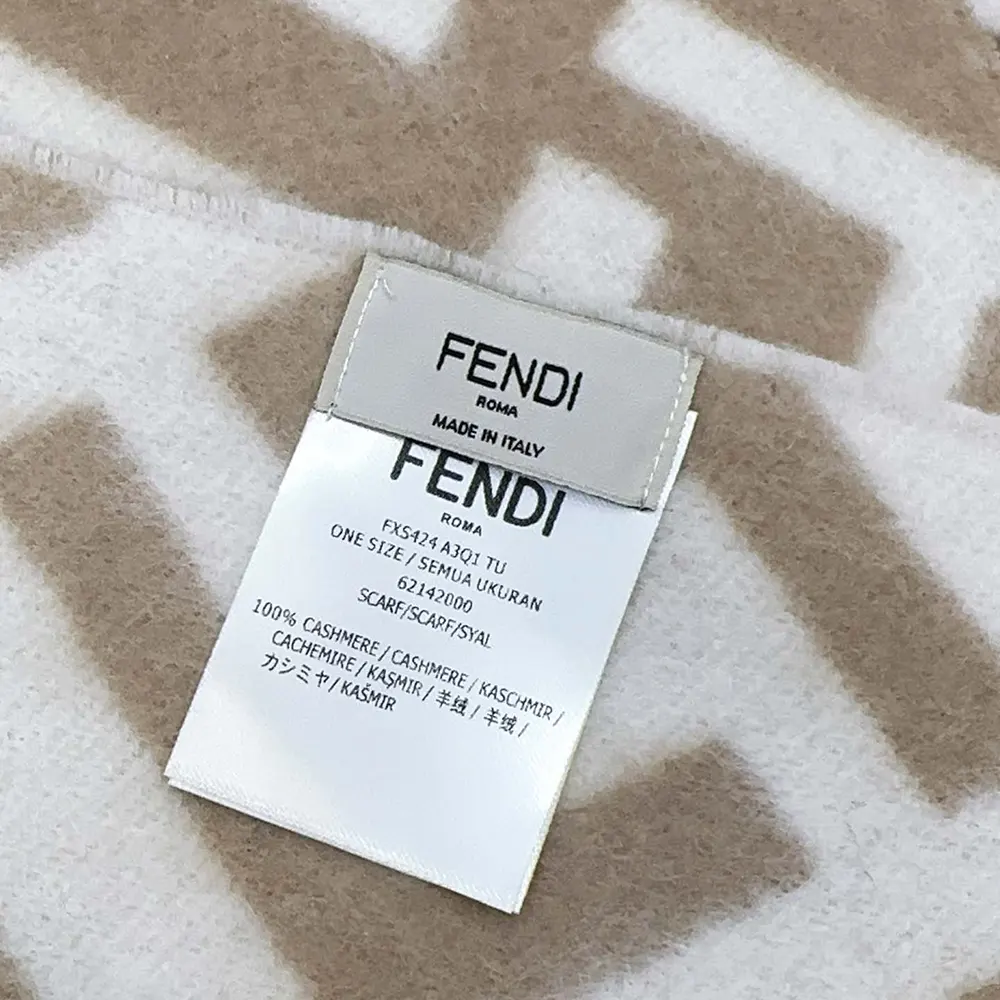 FENDI
ROMA
MADE IN ITALY
FENDI
ROMA
FXS424 A3Q1 TU
ONE SIZE / SEMUA UKURAN
62142000
SCARF/SCARF/SYAL
100% CASHMERE / CASHMERE / KASCHMIR /
CACHEMIRE / KAŞMIR / 羊绒 / 羊绒 /
カシミヤ / KAŠMIR